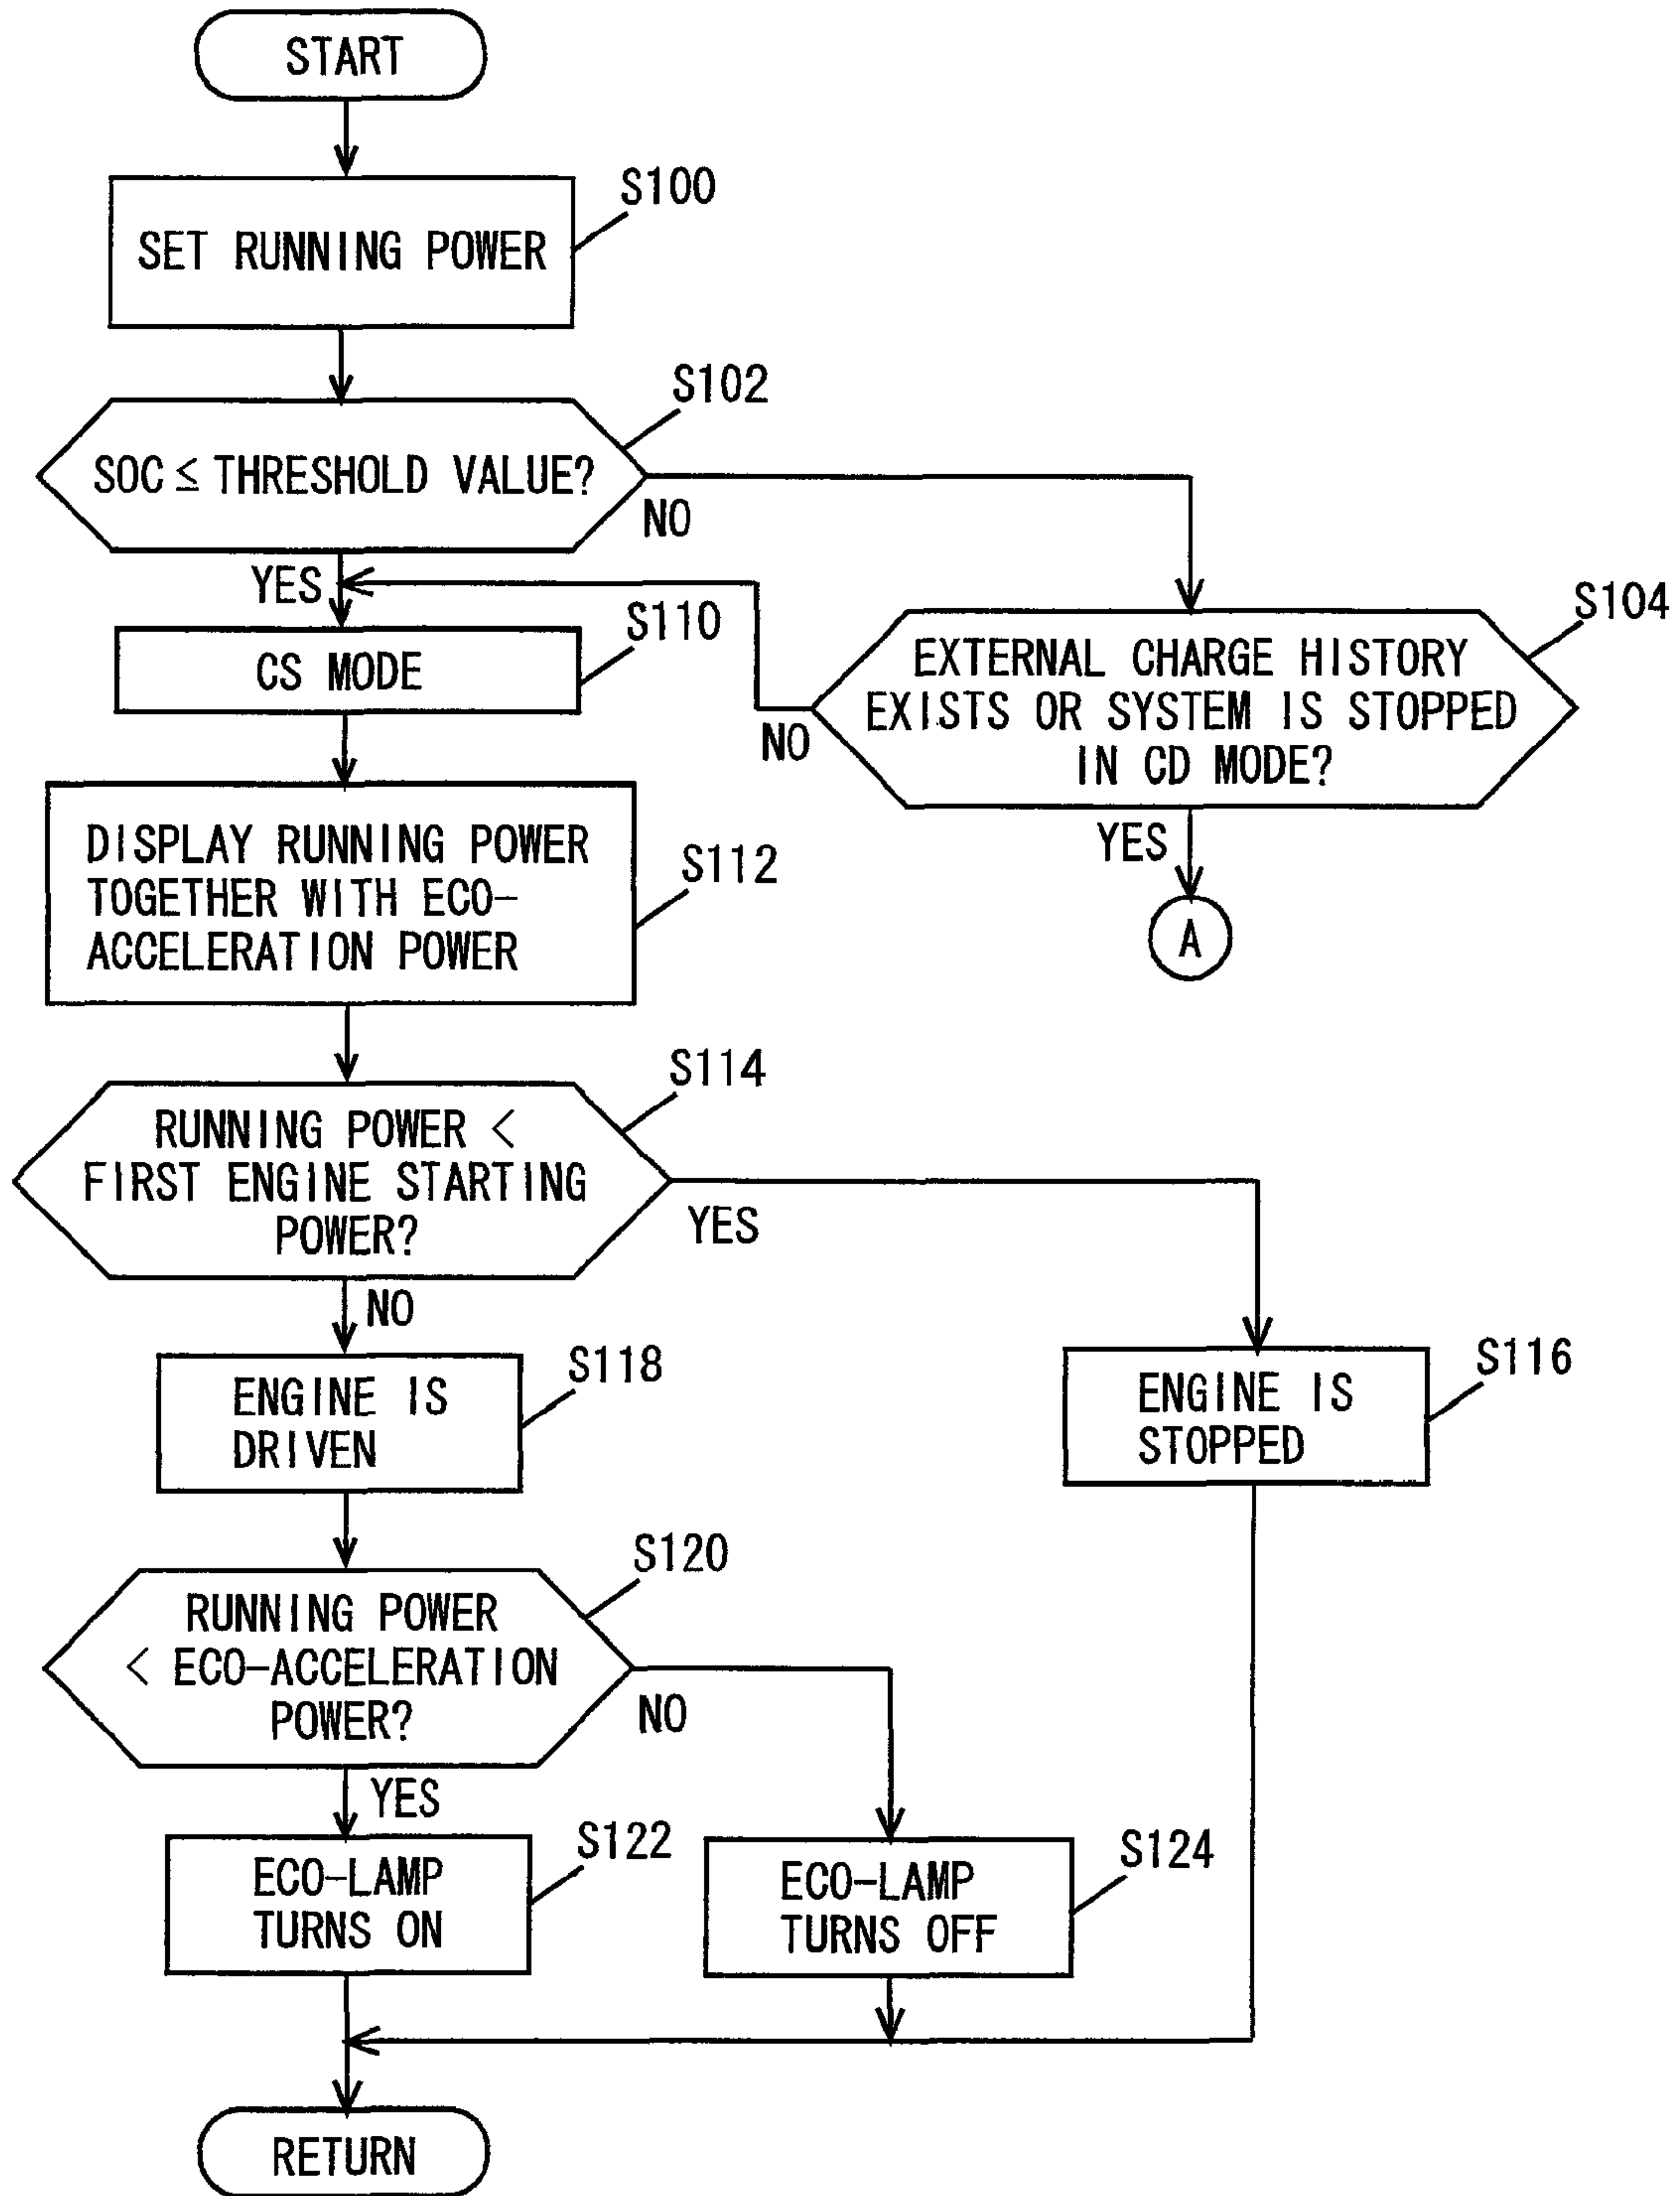 START
S100
SET RUNNING POWER
S102
SOC ≤ THRESHOLD VALUE?
NO
YES
S104
EXTERNAL CHARGE HISTORY
EXISTS OR SYSTEM IS STOPPED
IN CD MODE?
NO
YES
A
S110
CS MODE
S112
DISPLAY RUNNING POWER
TOGETHER WITH ECO-
ACCELERATION POWER
S114
RUNNING POWER <
FIRST ENGINE STARTING
POWER?
YES
NO
S118
ENGINE IS
DRIVEN
S116
ENGINE IS
STOPPED
S120
RUNNING POWER
< ECO-ACCELERATION
POWER?
NO
YES
S122
ECO-LAMP
TURNS ON
S124
ECO-LAMP
TURNS OFF
RETURN